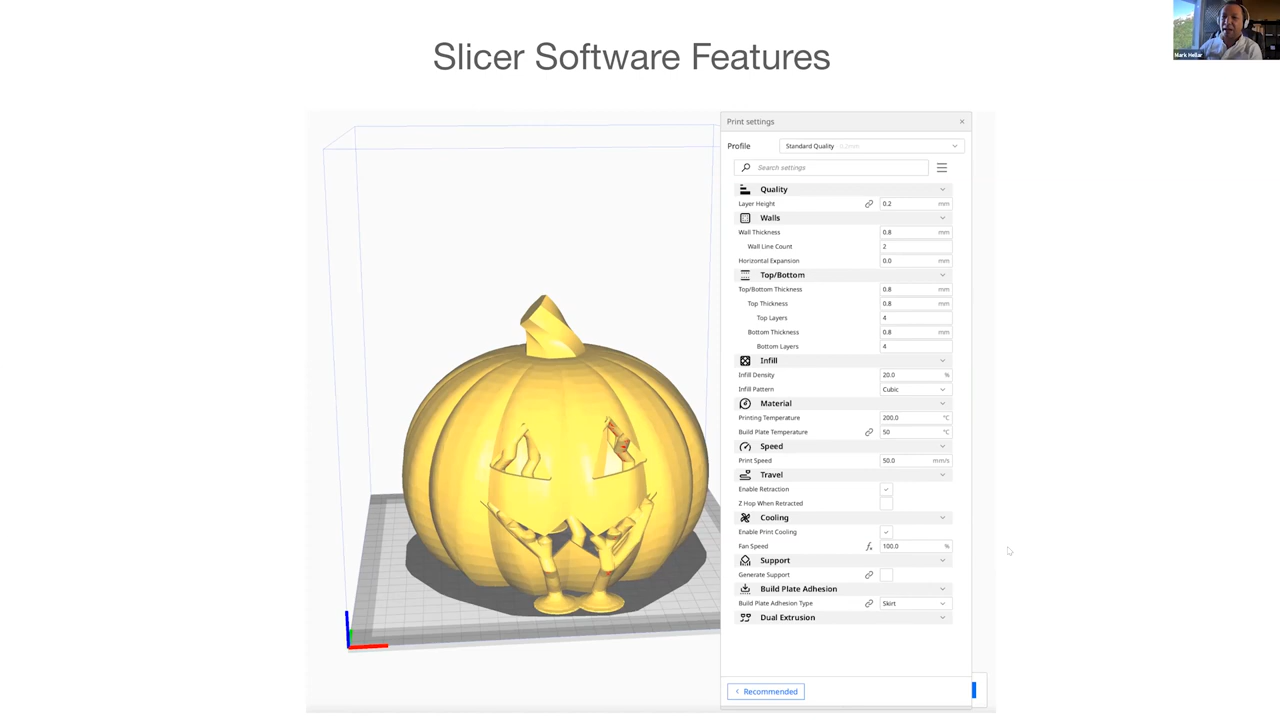 Slicer Software Features
Mark Hellar
Print settings
Profile
Standard Quality 0.2mm
Search settings
Quality
Layer Height 0.2 mm
Walls
Wall Thickness 0.8 mm
Wall Line Count 2
Horizontal Expansion 0.0 mm
Top/Bottom
Top/Bottom Thickness 0.8 mm
Top Thickness 0.8 mm
Top Layers 4
Bottom Thickness 0.8 mm
Bottom Layers 4
Infill
Infill Density 20.0 %
Infill Pattern Cubic
Material
Printing Temperature 200.0 °C
Build Plate Temperature 50 °C
Speed
Print Speed 50.0 mm/s
Travel
Enable Retraction
Z Hop When Retracted
Cooling
Enable Print Cooling
Fan Speed 100.0 %
Support
Generate Support
Build Plate Adhesion
Build Plate Adhesion Type Skirt
Dual Extrusion
Recommended